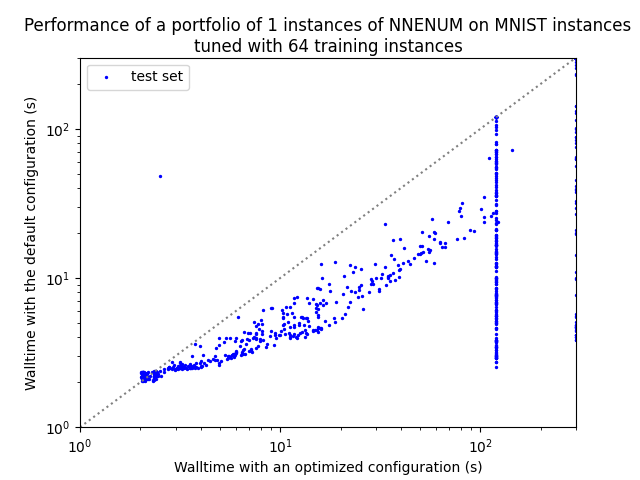 Performance of a portfolio of 1 instances of NNENUM on MNIST instances
tuned with 64 training instances
test set
Walltime with the default configuration (s)
10²
10¹
10⁰
10⁰ 10¹ 10²
Walltime with an optimized configuration (s)